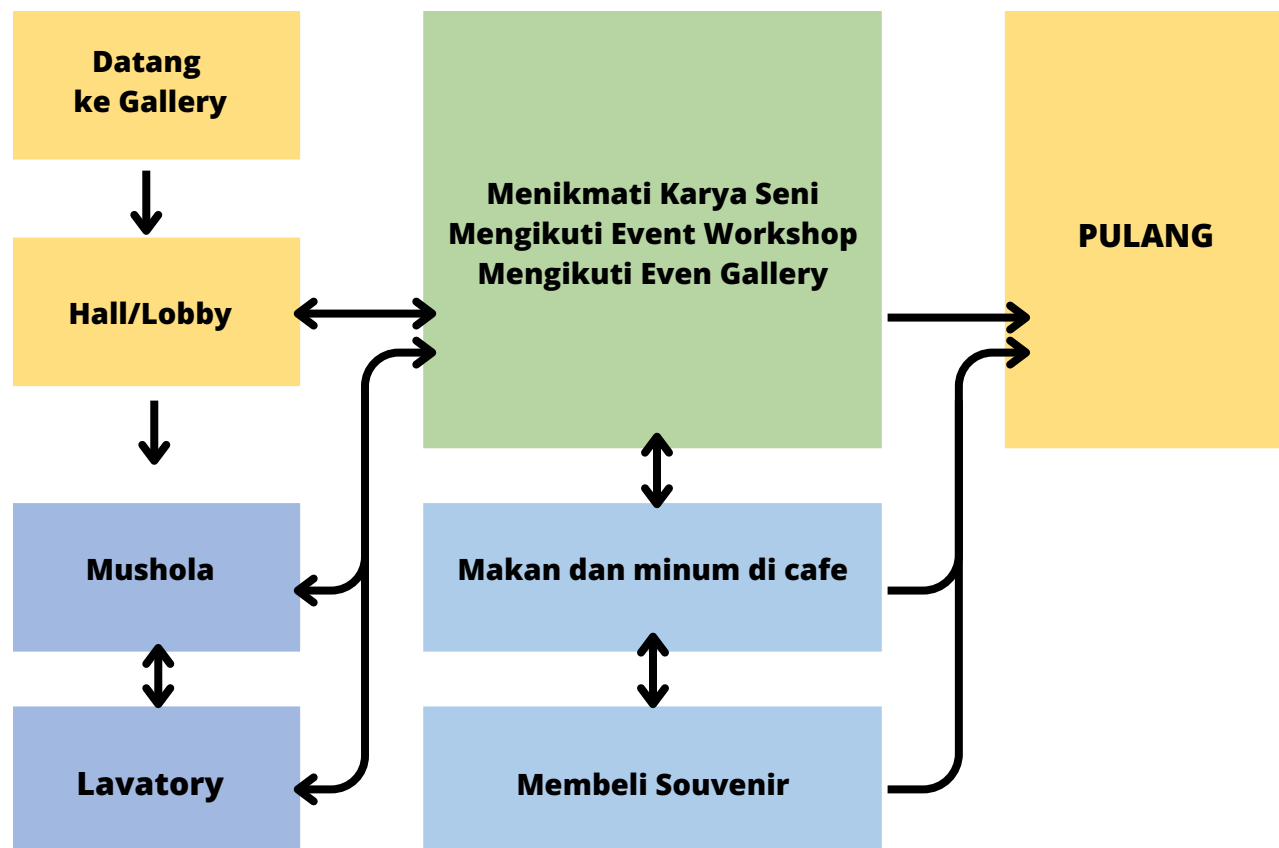 Datang
ke Gallery
Hall/Lobby
Mushola
Lavatory
Menikmati Karya Seni
Mengikuti Event Workshop
Mengikuti Even Gallery
Makan dan minum di cafe
Membeli Souvenir
PULANG